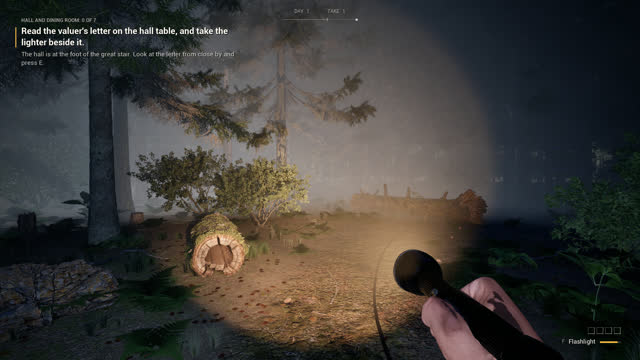 DAY 1 TAKE 1
HALL AND DINING ROOM: 0 OF 7
Read the valuer's letter on the hall table, and take the
lighter beside it.
The hall is at the foot of the great stair. Look at the letter from close by and
press E.
F Flashlight